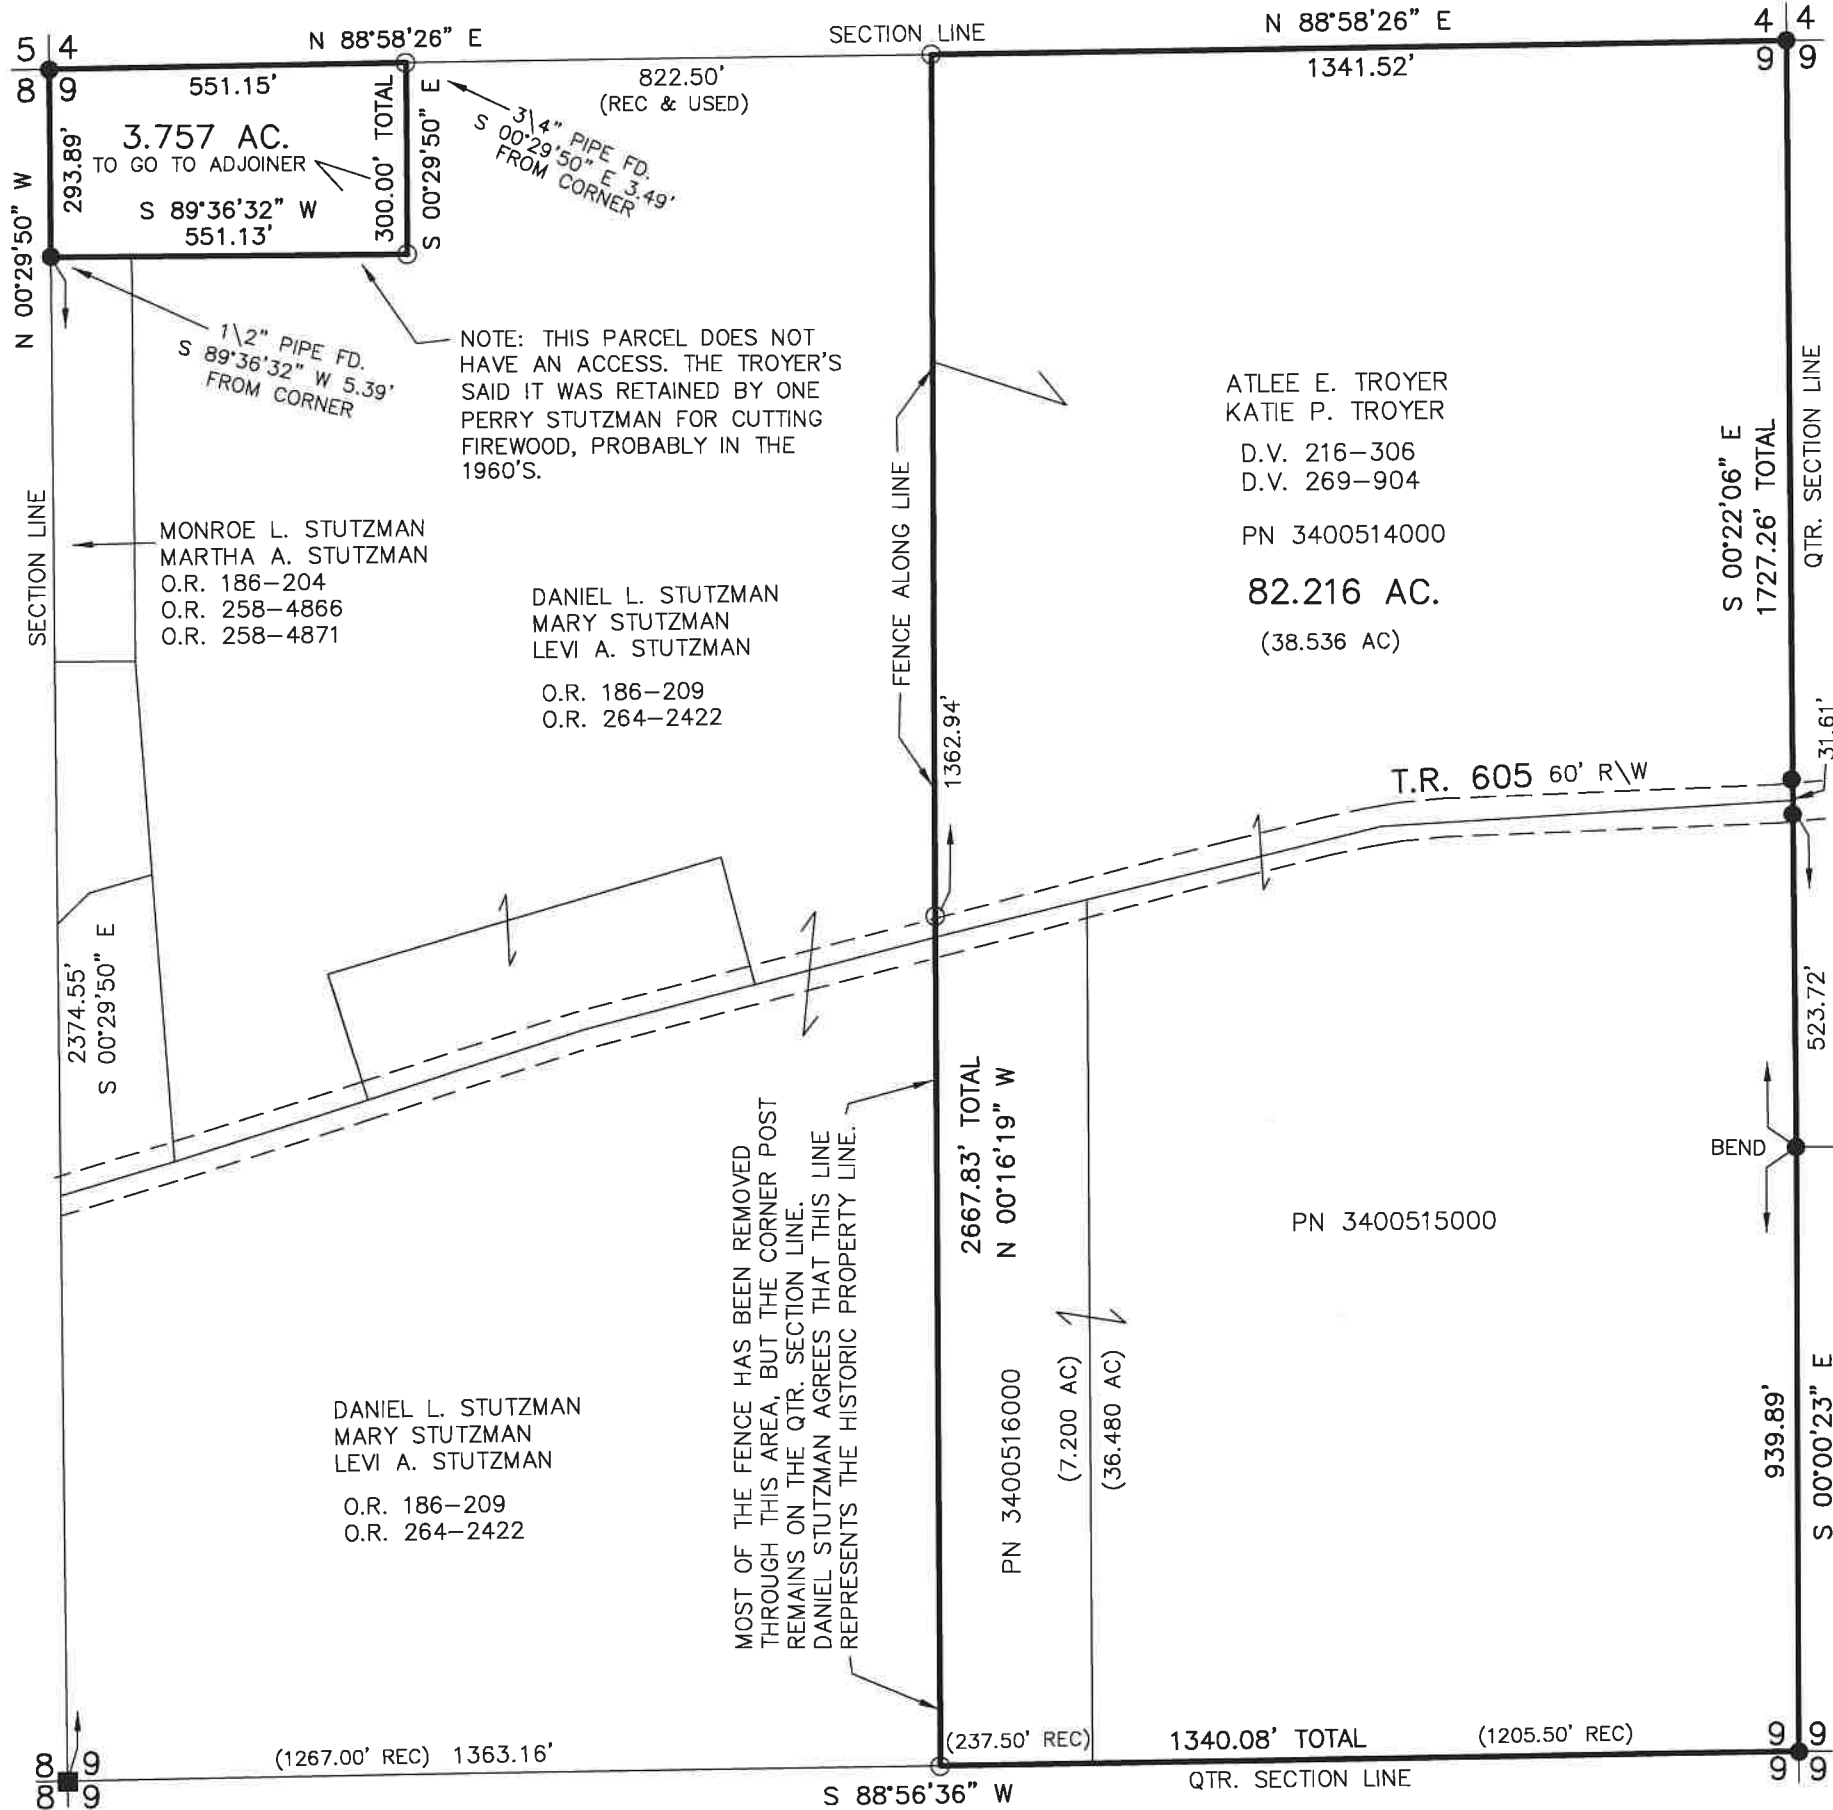 5 4
8 9
N 88°58'26" E
551.15'
SECTION LINE
822.50'
(REC & USED)
N 88°58'26" E
1341.52'
4 4
9 9
3.757 AC.
TO GO TO ADJOINER
S 89°36'32" W
551.13'
293.89'
N 00°29'50" W
300.00' TOTAL
S 00°29'50" E
3\4" PIPE FD.
S 00°29'50" E 3.49'
FROM CORNER
1\2" PIPE FD.
S 89°36'32" W 5.39'
FROM CORNER
NOTE: THIS PARCEL DOES NOT
HAVE AN ACCESS. THE TROYER'S
SAID IT WAS RETAINED BY ONE
PERRY STUTZMAN FOR CUTTING
FIREWOOD, PROBABLY IN THE
1960'S.
SECTION LINE
MONROE L. STUTZMAN
MARTHA A. STUTZMAN
O.R. 186-204
O.R. 258-4866
O.R. 258-4871
DANIEL L. STUTZMAN
MARY STUTZMAN
LEVI A. STUTZMAN
O.R. 186-209
O.R. 264-2422
FENCE ALONG LINE
1362.94'
ATLEE E. TROYER
KATIE P. TROYER
D.V. 216-306
D.V. 269-904
PN 3400514000
82.216 AC.
(38.536 AC)
S 00°22'06" E
1727.26' TOTAL
QTR. SECTION LINE
31.61'
T.R. 605 60' R\W
2374.55'
S 00°29'50" E
523.72'
BEND
2667.83' TOTAL
N 00°16'19" W
MOST OF THE FENCE HAS BEEN REMOVED
THROUGH THIS AREA, BUT THE CORNER POST
REMAINS ON THE QTR. SECTION LINE.
DANIEL STUTZMAN AGREES THAT THIS LINE
REPRESENTS THE HISTORIC PROPERTY LINE.
PN 3400515000
PN 3400516000
(7.200 AC)
(36.480 AC)
939.89'
S 00°00'23" E
DANIEL L. STUTZMAN
MARY STUTZMAN
LEVI A. STUTZMAN
O.R. 186-209
O.R. 264-2422
8 9
8 9
(1267.00' REC) 1363.16'
S 88°56'36" W
(237.50' REC)
1340.08' TOTAL
(1205.50' REC)
QTR. SECTION LINE
9 9
9 9